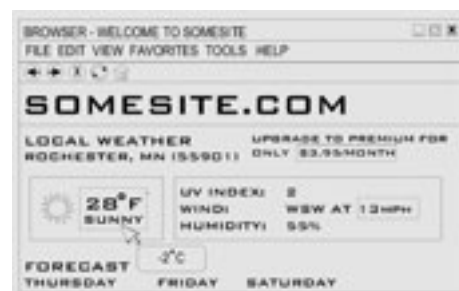 BROWSER - WELCOME TO SOMESITE
FILE EDIT VIEW FAVORITES TOOLS HELP
SOMESITE.COM
LOCAL WEATHER
ROCHESTER, MN (55901)
UPGRADE TO PREMIUM FOR
ONLY $3.95/MONTH
28°F
SUNNY
UV INDEX: 2
WIND: WSW AT 12MPH
HUMIDITY: 55%
-2°C
FORECAST
THURSDAY FRIDAY SATURDAY